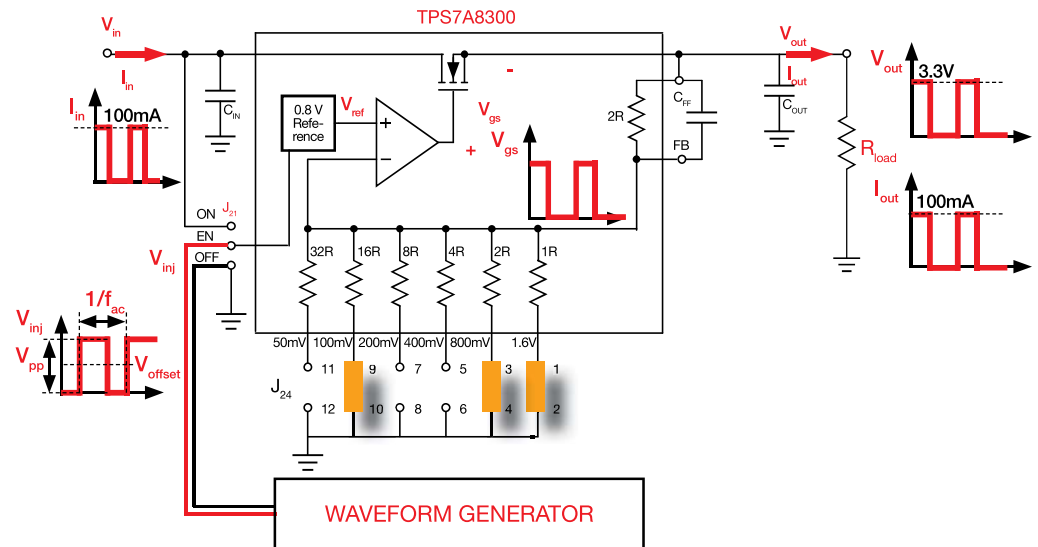 TPS7A8300
Vin
Iin
Iin
100mA
CIN
0.8 V
Refe-
rence
Vref
+
−
-
Vgs
+
Vgs
2R
CFF
FB
Vout
Iout
COUT
Rload
Vout
3.3V
Iout
100mA
ON
J21
EN
OFF
Vinj
32R
16R
8R
4R
2R
1R
1/fac
Vinj
Vpp
Voffset
50mV
100mV
200mV
400mV
800mV
1.6V
J24
11
9
7
5
3
1
12
10
8
6
4
2
WAVEFORM GENERATOR